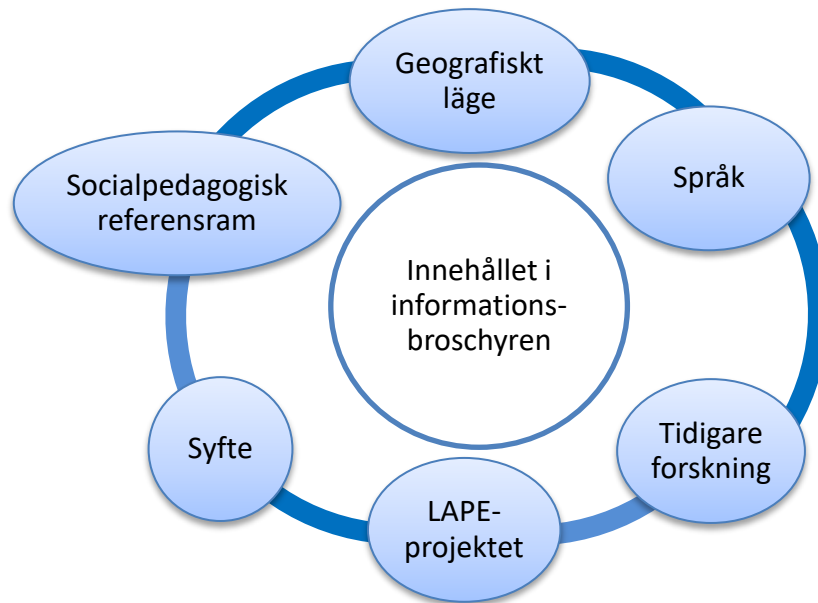 Geografiskt
läge
Språk
Socialpedagogisk
referensram
Innehållet i
informations-
broschyren
Tidigare
forskning
Syfte
LAPE-
projektet